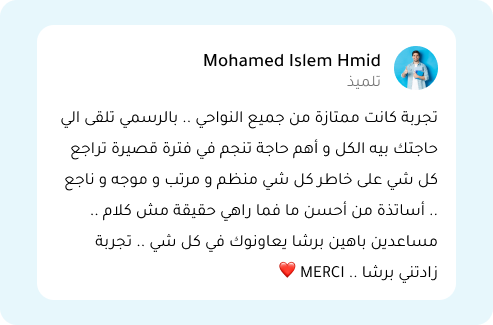 Mohamed Islem Hmid
تلميذ
تجربة كانت ممتازة من جميع النواحي .. بالرسمي تلقى الي
حاجتك بيه الكل و أهم حاجة تنجم في فترة قصيرة تراجع
كل شي على خاطر كل شي منظم و مرتب و موجه و ناجع
.. أساتذة من أحسن ما فما راهي حقيقة مش كلام ..
مساعدين باهين برشا يعاونوك في كل شي .. تجربة
زادتني برشا .. MERCI ❤️